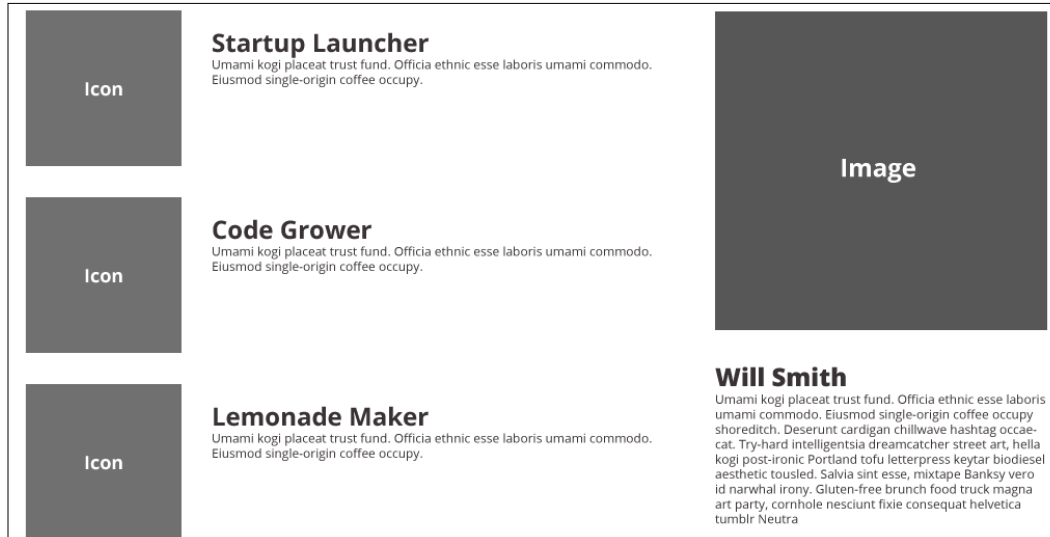 Icon
Startup Launcher
Umami kogi placeat trust fund. Officia ethnic esse laboris umami commodo.
Eiusmod single-origin coffee occupy.
Icon
Code Grower
Umami kogi placeat trust fund. Officia ethnic esse laboris umami commodo.
Eiusmod single-origin coffee occupy.
Icon
Lemonade Maker
Umami kogi placeat trust fund. Officia ethnic esse laboris umami commodo.
Eiusmod single-origin coffee occupy.
Image
Will Smith
Umami kogi placeat trust fund. Officia ethnic esse laboris
umami commodo. Eiusmod single-origin coffee occupy
shoreditch. Deserunt cardigan chillwave hashtag occae-
cat. Try-hard intelligentsia dreamcatcher street art, hella
kogi post-ironic Portland tofu letterpress keytar biodiesel
aesthetic tousled. Salvia sint esse, mixtape Banksy vero
id narwhal irony. Gluten-free brunch food truck magna
art party, cornhole nesciunt fixie consequat helvetica
tumblr Neutra